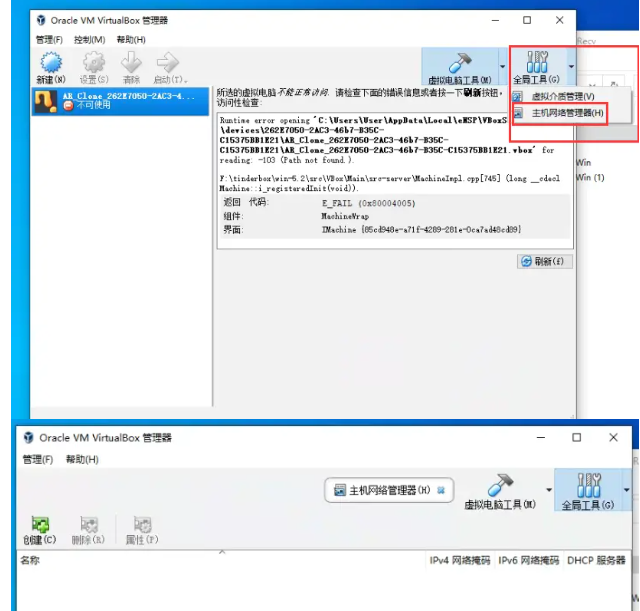 Oracle VM VirtualBox 管理器
管理(F) 控制(M) 帮助(H)
Recy
新建(N) 设置(S) 清除 启动(T)
虚拟电脑工具(M) 全局工具(G)
虚拟介质管理(V)
主机网络管理器(H)
AR_Clone_262E7050-2AC3-4...
不可使用
所选的虚拟电脑不能正常访问. 请检查下面的错误信息或者按一下刷新按钮,
访问性检查:
Runtime error opening 'C:\Users\User\AppData\Local\eNSP\VBoxS
\devices\262E7050-2AC3-46b7-B35C-
C15375BB1E21\AR_Clone_262E7050-2AC3-46b7-B35C-
C15375BB1E21\AR_Clone_262E7050-2AC3-46b7-B35C-C15375BB1E21.vbox' for
reading: -103 (Path not found.).
F:\tinderbox\win-5.2\src\VBox\Main\src-server\MachineImpl.cpp[745] (long __cdecl
Machine::i_registeredInit(void)).
返回 代码: E_FAIL (0x80004005)
组件: MachineWrap
界面: IMachine {85cd948e-a71f-4289-281e-0ca7ad48cd89}
刷新(f)
Win
Win (1)
Oracle VM VirtualBox 管理器
管理(F) 帮助(H)
主机网络管理器(H)
虚拟电脑工具(M) 全局工具(G)
创建(C) 删除(R) 属性(P)
名称 IPv4 网络掩码 IPv6 网络掩码 DHCP 服务器